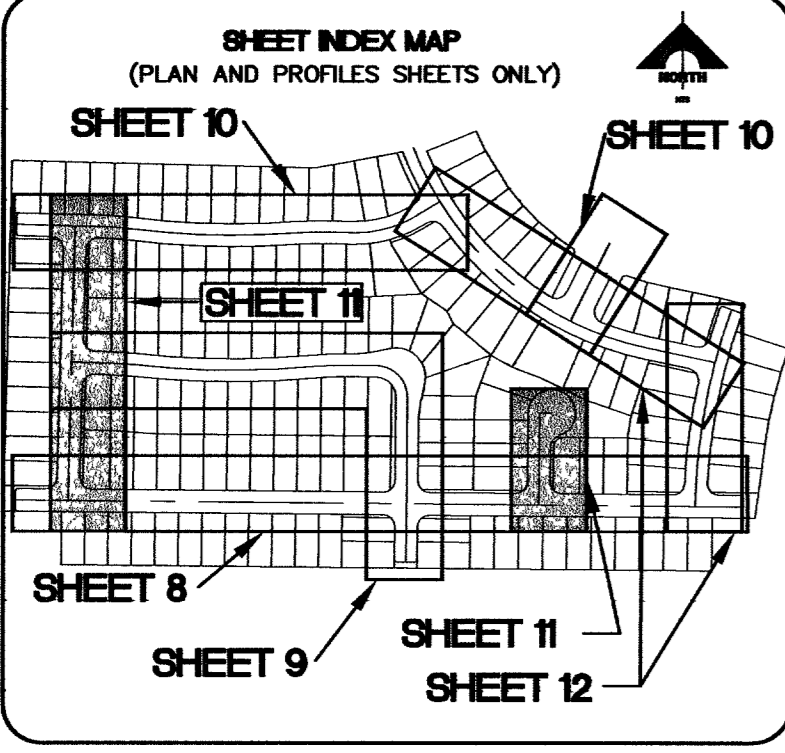 SHEET INDEX MAP
(PLAN AND PROFILES SHEETS ONLY)
NORTH
NTS
SHEET 10
SHEET 10
SHEET 11
SHEET 8
SHEET 9
SHEET 11
SHEET 12